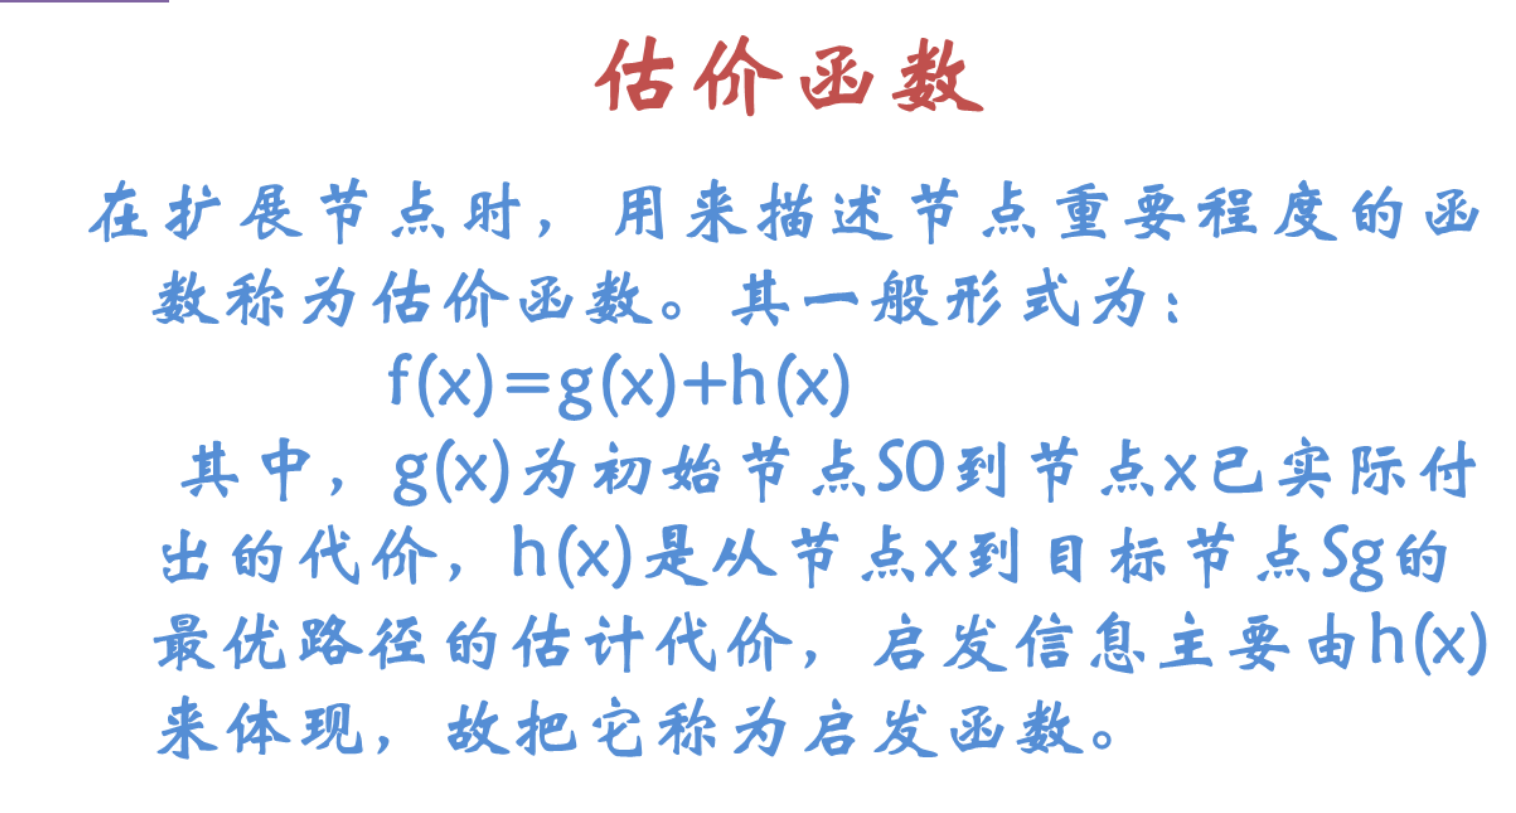 估价函数
在扩展节点时，用来描述节点重要程度的函
数称为估价函数。其一般形式为：
f(x)=g(x)+h(x)
其中，g(x)为初始节点S0到节点x已实际付
出的代价，h(x)是从节点x到目标节点Sg的
最优路径的估计代价，启发信息主要由h(x)
来体现，故把它称为启发函数。